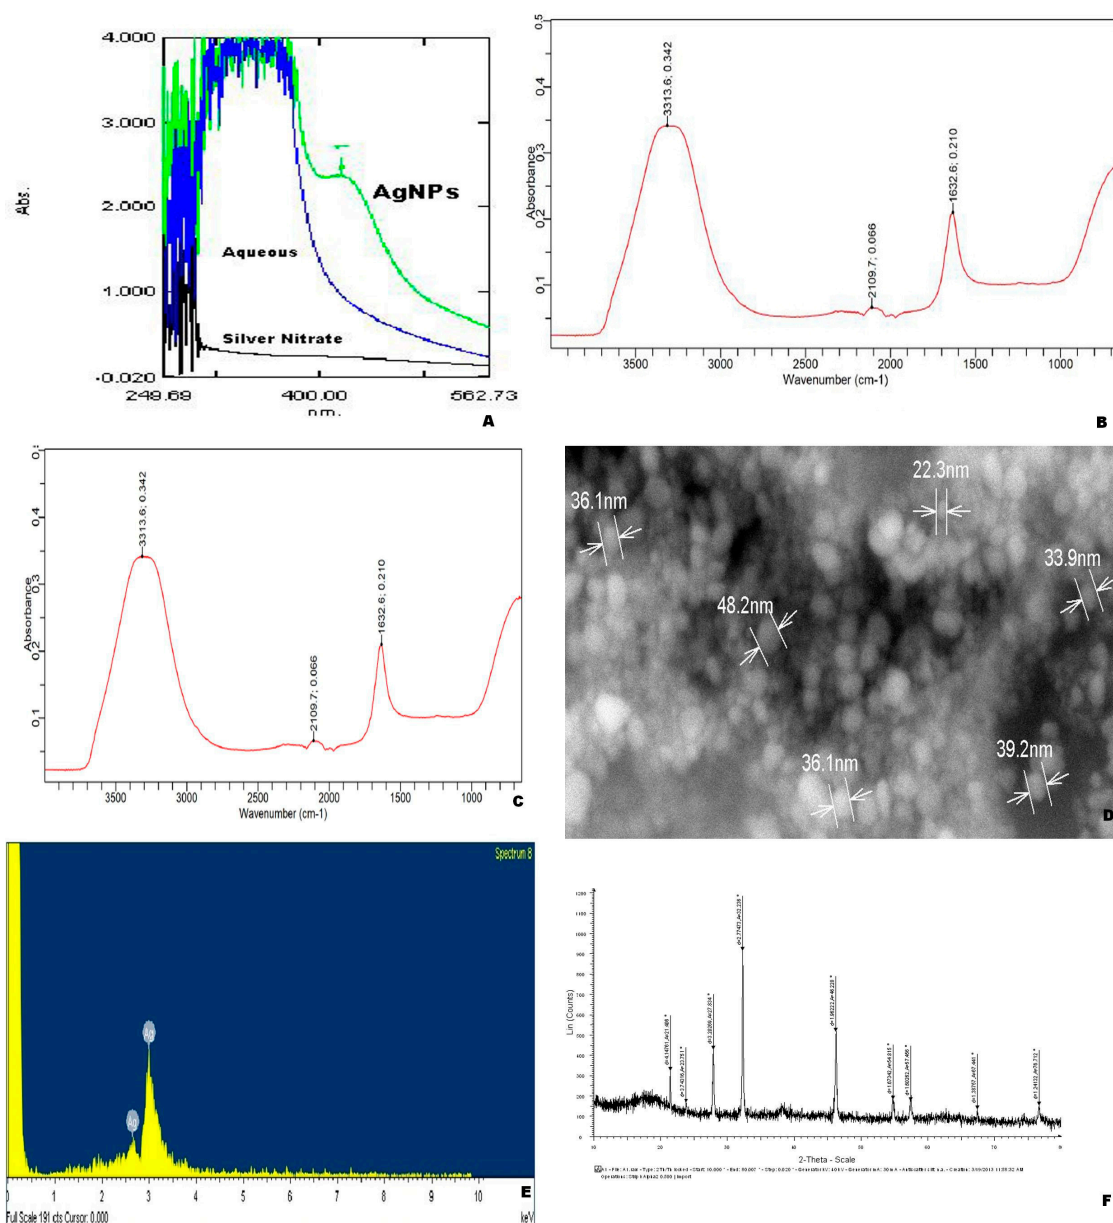 4.000
3.000
2.000
1.000
-0.020
Abs.
AgNPs
Aqueous
Silver Nitrate
249.69
400.00
562.73
nm.
A
0.5
0.4
0.3
0.2
0.1
Absorbance
3313.6; 0.342
2109.7; 0.066
1632.6; 0.210
3500 3000 2500 2000 1500 1000
Wavenumber (cm-1)
B
0.4
0.3
0.2
0.1
Absorbance
3313.6; 0.342
2109.7; 0.066
1632.6; 0.210
3500 3000 2500 2000 1500 1000
Wavenumber (cm-1)
C
36.1nm
22.3nm
33.9nm
48.2nm
36.1nm
39.2nm
D
Spectrum 8
Ag
Ag
E
0 1 2 3 4 5 6 7 8 9 10
Full Scale 191 cts Cursor: 0.000
keV
Lin (Counts)
2-Theta - Scale
F